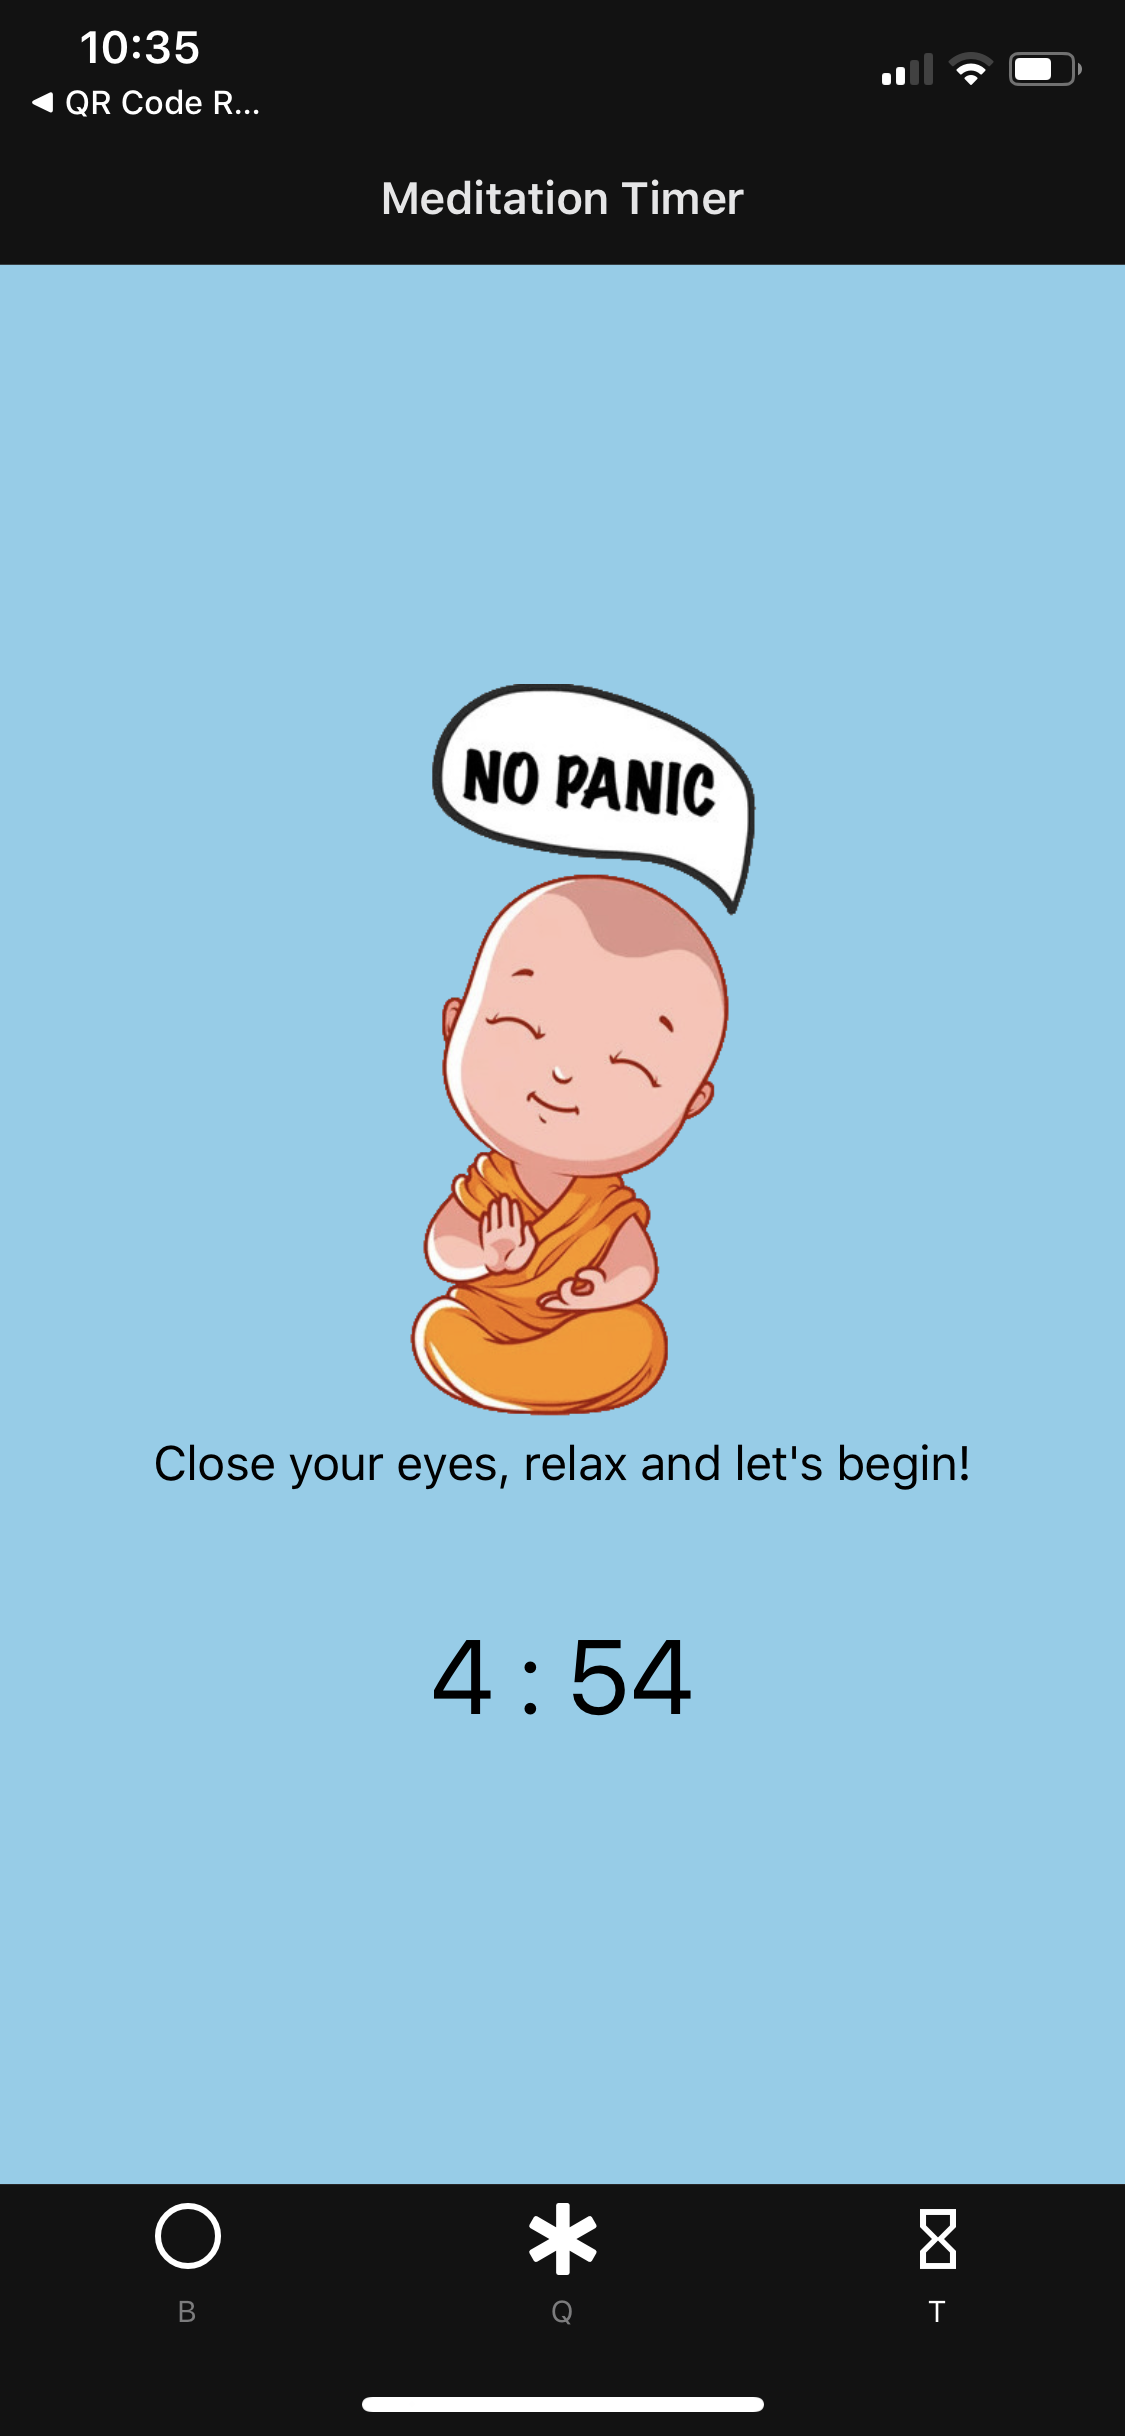 10:35
◀ QR Code R...
Meditation Timer
NO PANIC
Close your eyes, relax and let's begin!
4 : 54
B
Q
T